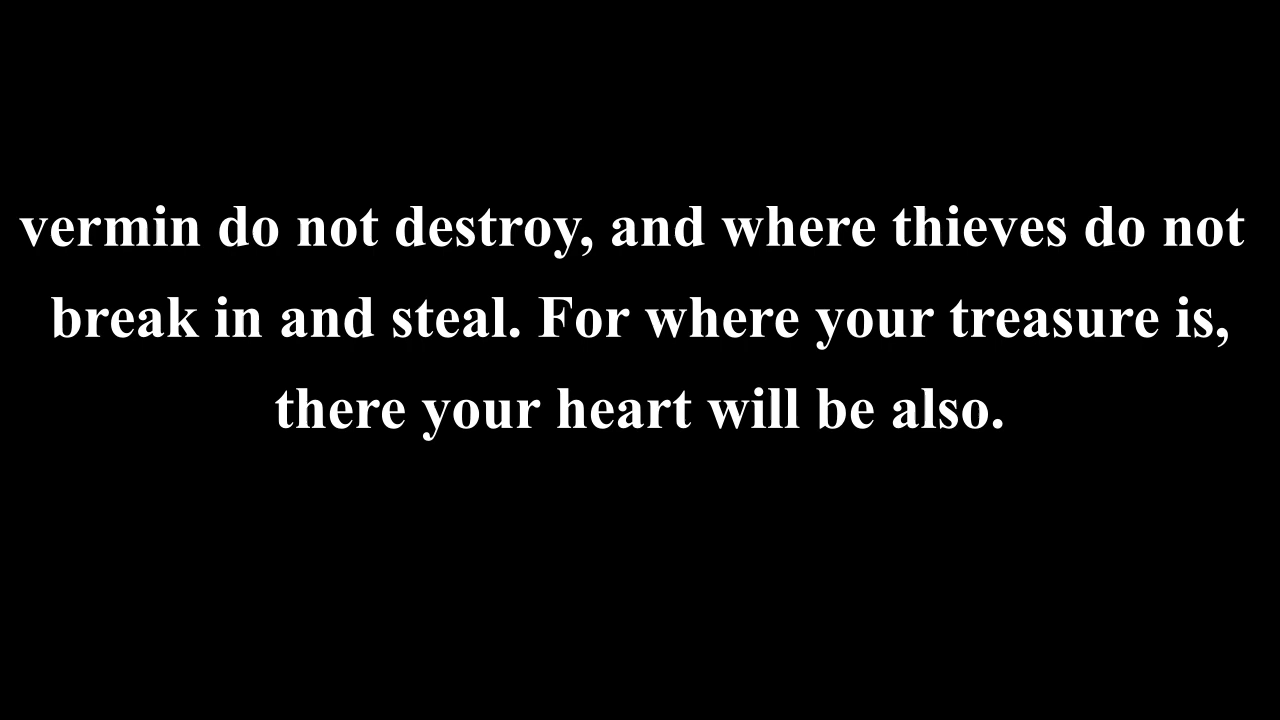 vermin do not destroy, and where thieves do not
break in and steal. For where your treasure is,
there your heart will be also.